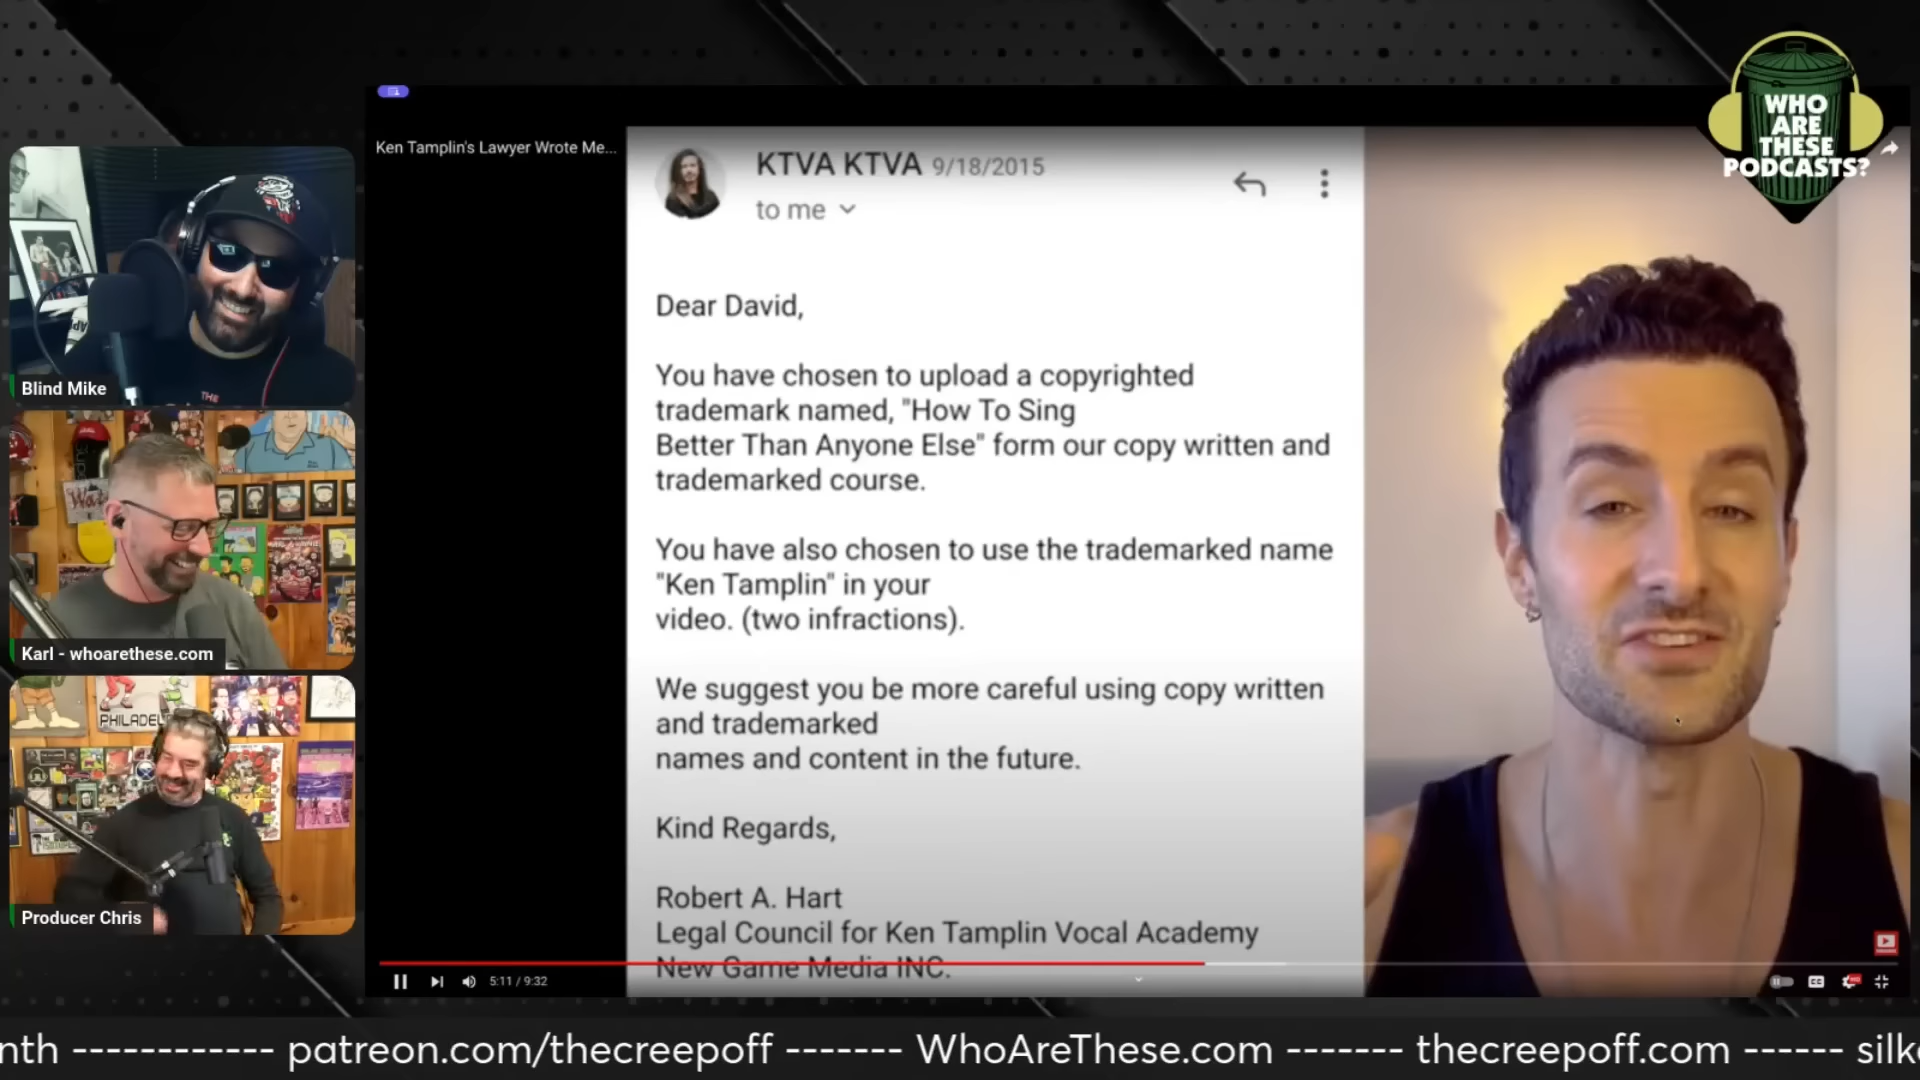 WHO
ARE
THESE
PODCASTS?
Ken Tamplin's Lawyer Wrote Me...
KTVA KTVA 9/18/2015
to me
Dear David,
You have chosen to upload a copyrighted
trademark named, "How To Sing
Better Than Anyone Else" form our copy written and
trademarked course.
You have also chosen to use the trademarked name
"Ken Tamplin" in your
video. (two infractions).
We suggest you be more careful using copy written
and trademarked
names and content in the future.
Kind Regards,
Robert A. Hart
Legal Council for Ken Tamplin Vocal Academy
New Game Media INC.
5:11 / 9:32
CC
Blind Mike
THE
Karl - whoarethese.com
PHILADEL
Producer Chris
nth ------------ patreon.com/thecreepoff ------- WhoAreThese.com ------- thecreepoff.com ------ silk